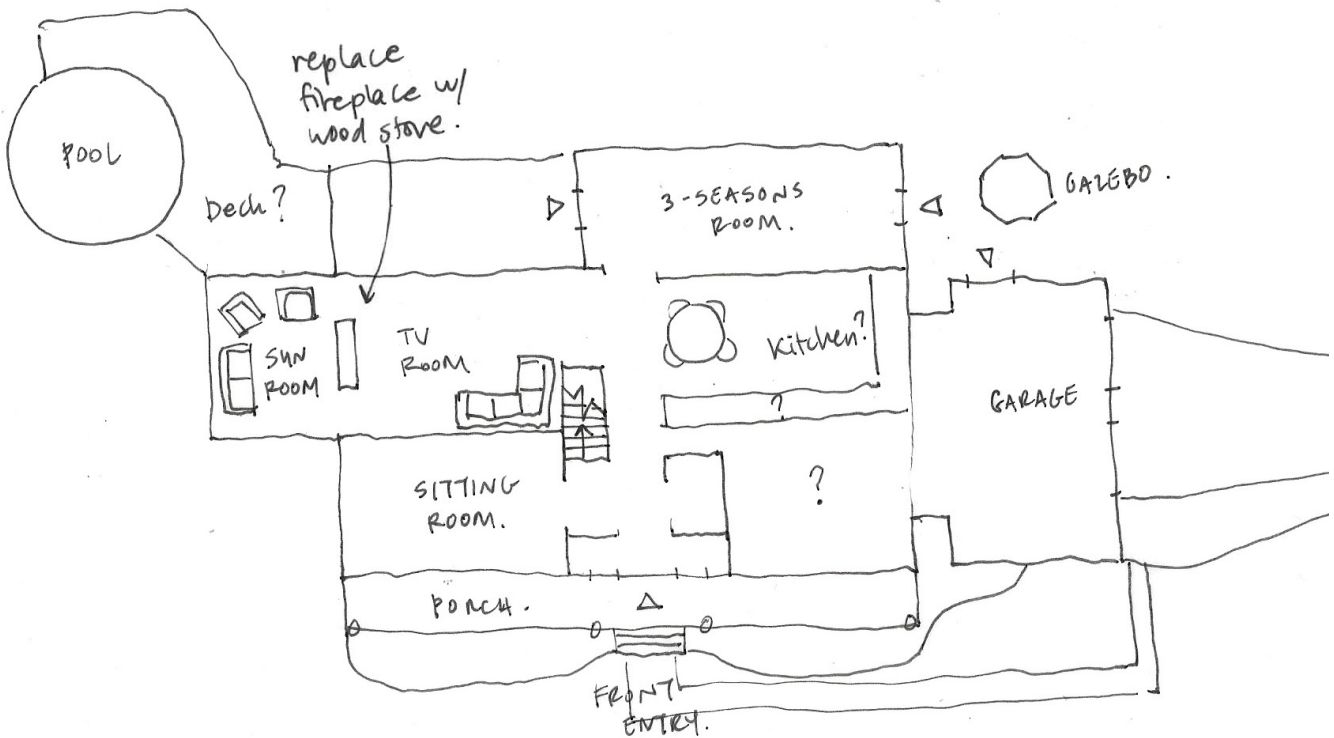 replace
fireplace w/
wood stove.
POOL
Deck?
3-SEASONS
ROOM.
GAZEBO.
SUN
ROOM
TV
ROOM
Kitchen?
?
GARAGE
SITTING
ROOM.
?
PORCH.
FRONT
ENTRY.